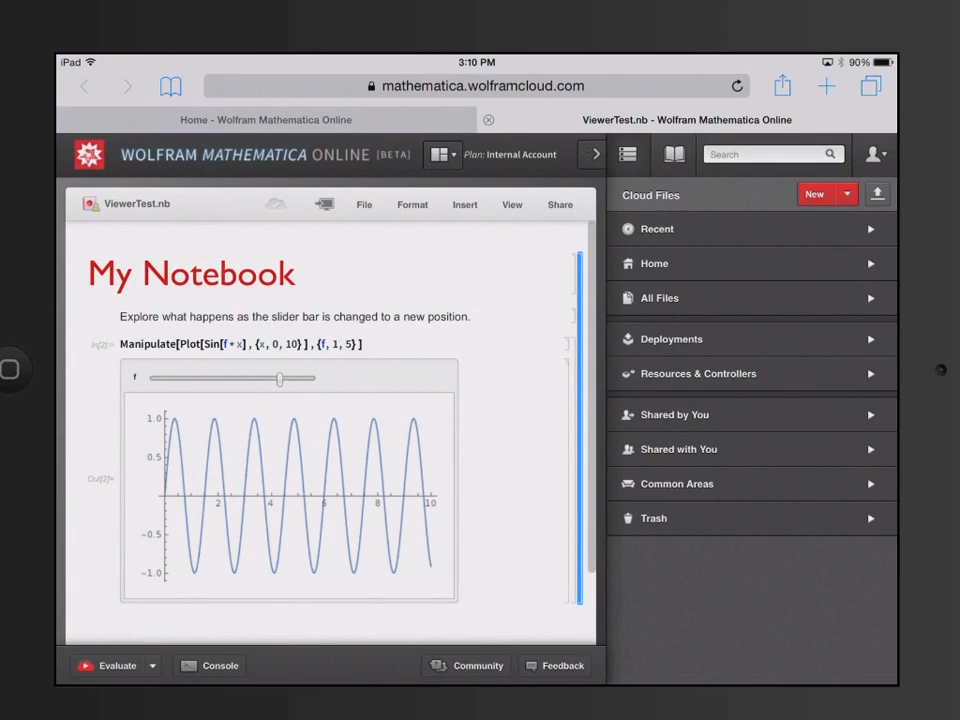 iPad
3:10 PM
90%
mathematica.wolframcloud.com
Home - Wolfram Mathematica Online
ViewerTest.nb - Wolfram Mathematica Online
WOLFRAM MATHEMATICA ONLINE [BETA]
Plan: Internal Account
Search
ViewerTest.nb
File
Format
Insert
View
Share
My Notebook
Explore what happens as the slider bar is changed to a new position.
In[2]:= Manipulate[Plot[Sin[f * x] , {x, 0, 10} ] , {f, 1, 5} ]
f
Out[2]=
1.0
0.5
-0.5
-1.0
2
4
6
8
10
Evaluate
Console
Community
Feedback
Cloud Files
New
Recent
Home
All Files
Deployments
Resources & Controllers
Shared by You
Shared with You
Common Areas
Trash